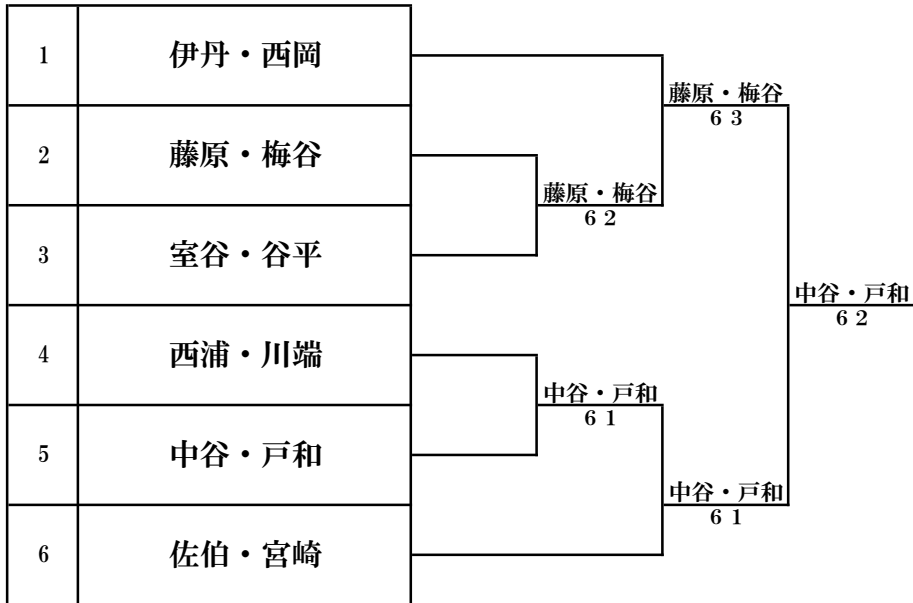 1 伊丹・西岡
藤原・梅谷
6 3
2 藤原・梅谷
藤原・梅谷
6 2
3 室谷・谷平
中谷・戸和
6 2
4 西浦・川端
中谷・戸和
6 1
5 中谷・戸和
中谷・戸和
6 1
6 佐伯・宮崎